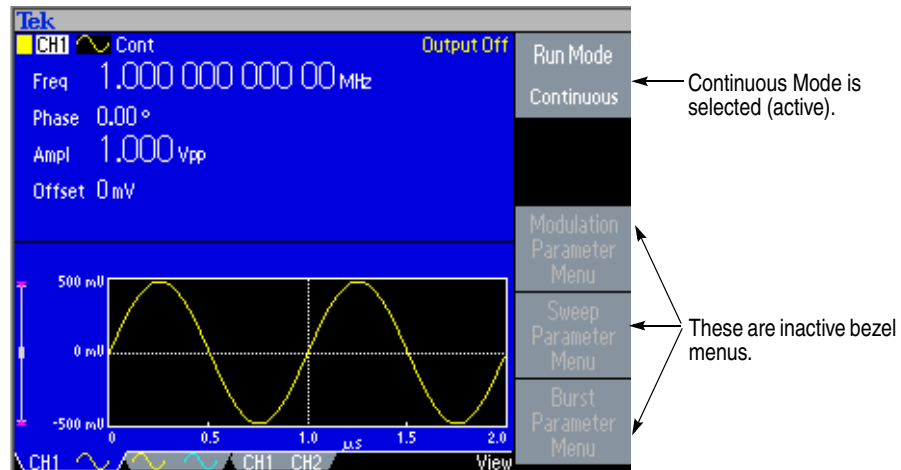 Tek
CH1 Cont Output Off
Freq 1.000 000 000 00 MHz
Phase 0.00 °
Ampl 1.000 Vpp
Offset 0 mV
Run Mode
Continuous
Continuous Mode is
selected (active).
Modulation
Parameter
Menu
Sweep
Parameter
Menu
Burst
Parameter
Menu
These are inactive bezel
menus.
500 mV
0 mV
-500 mV
0 0.5 1.0 µs 1.5 2.0
CH1 CH1 CH2 View